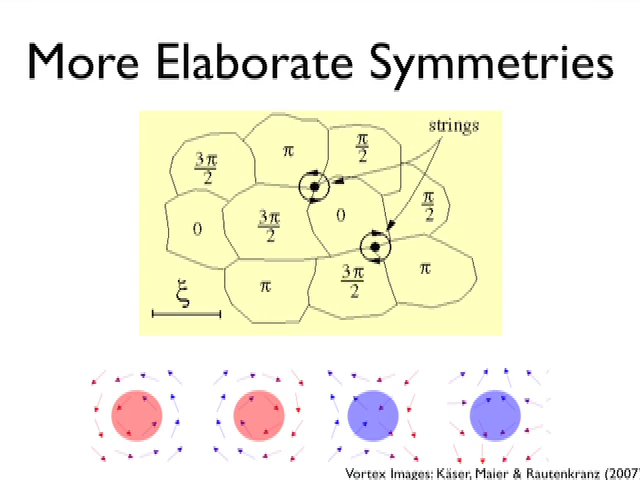 More Elaborate Symmetries
strings
π
π/2
3π/2
π/2
0
3π/2
0
π
3π/2
π
ξ
Vortex Images: Käser, Maier & Rautenkranz (2007